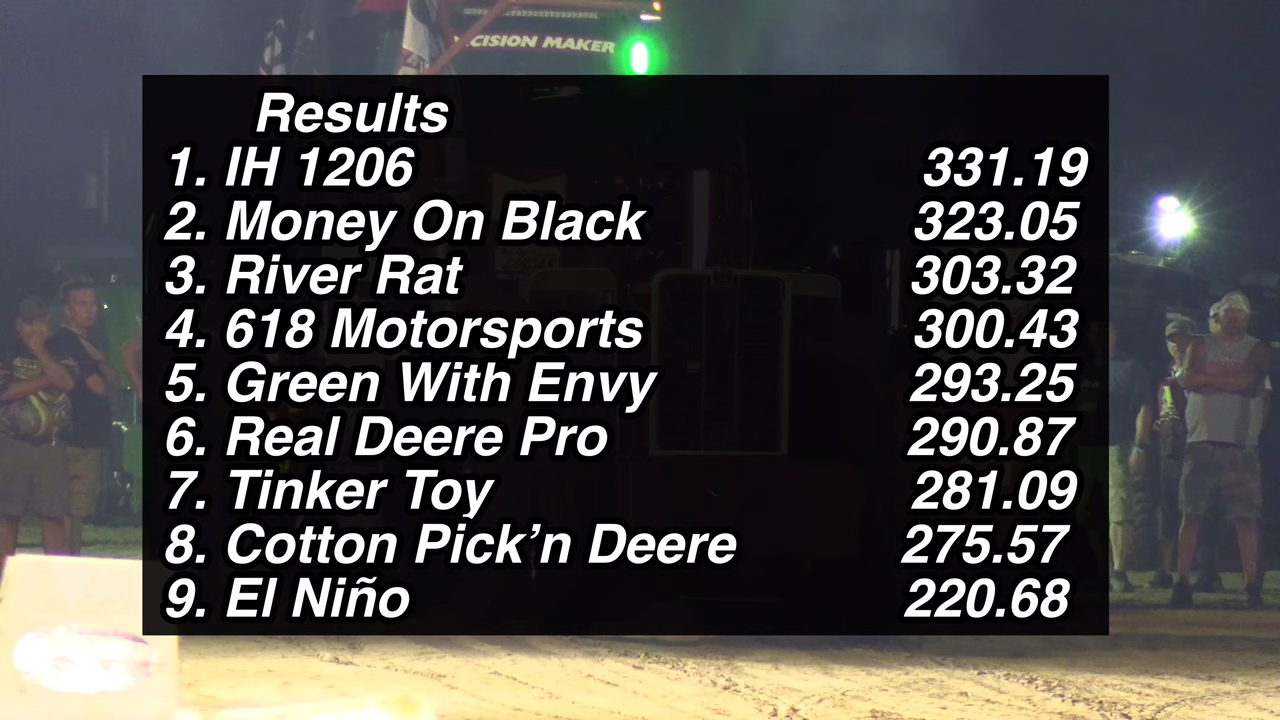 CISION MAKER
Results
1. IH 1206 331.19
2. Money On Black 323.05
3. River Rat 303.32
4. 618 Motorsports 300.43
5. Green With Envy 293.25
6. Real Deere Pro 290.87
7. Tinker Toy 281.09
8. Cotton Pick’n Deere 275.57
9. El Niño 220.68